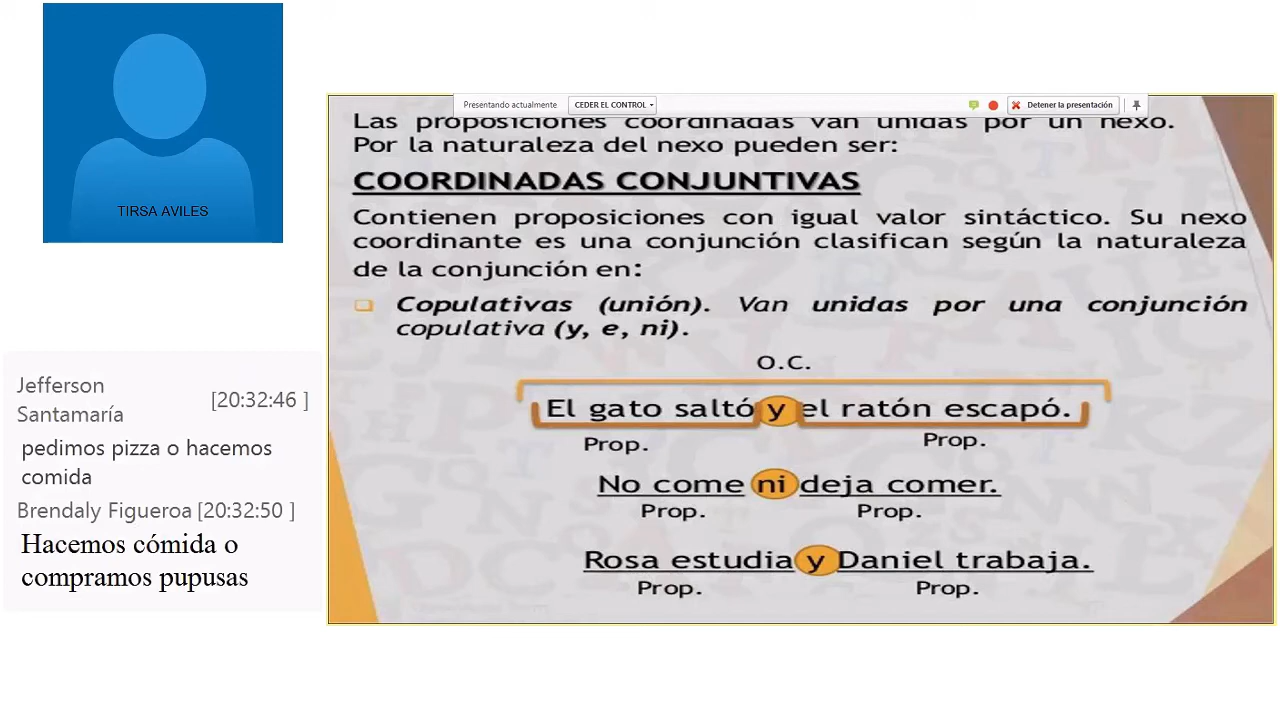 TIRSA AVILES
Jefferson
Santamaría
[20:32:46 ]
pedimos pizza o hacemos
comida
Brendaly Figueroa [20:32:50 ]
Hacemos cómida o
compramos pupusas
Presentando actualmente CEDER EL CONTROL Detener la presentación
Las proposiciones coordinadas van unidas por un nexo.
Por la naturaleza del nexo pueden ser:
COORDINADAS CONJUNTIVAS
Contienen proposiciones con igual valor sintáctico. Su nexo
coordinante es una conjunción clasifican según la naturaleza
de la conjunción en:
Copulativas (unión). Van unidas por una conjunción
copulativa (y, e, ni).
O.C.
El gato saltó y el ratón escapó.
Prop. Prop.
No come ni deja comer.
Prop. Prop.
Rosa estudia y Daniel trabaja.
Prop. Prop.